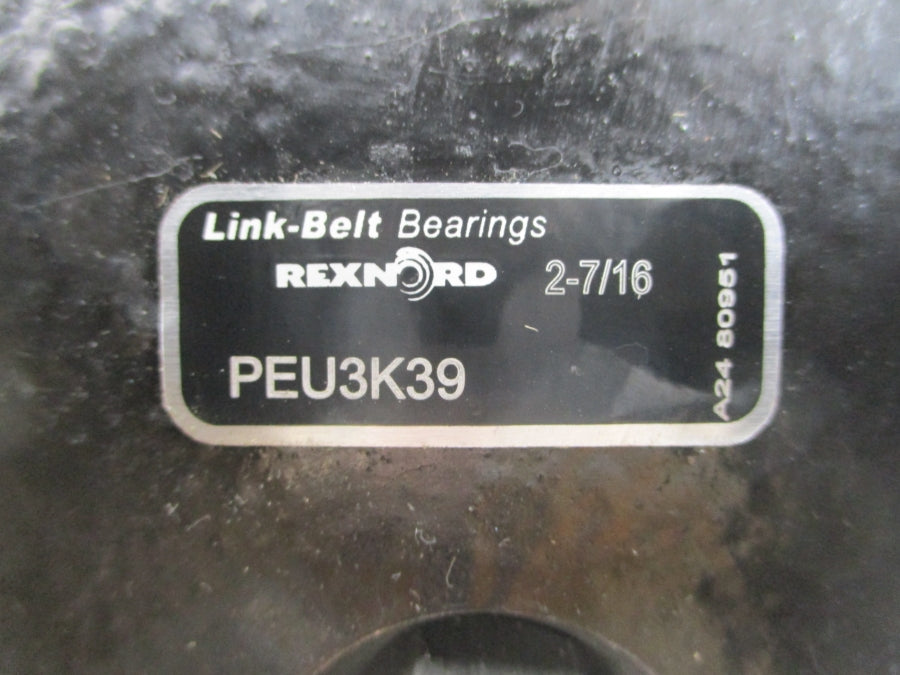 Link-Belt Bearings
REXNORD
2-7/16
PEU3K39
A24 80951